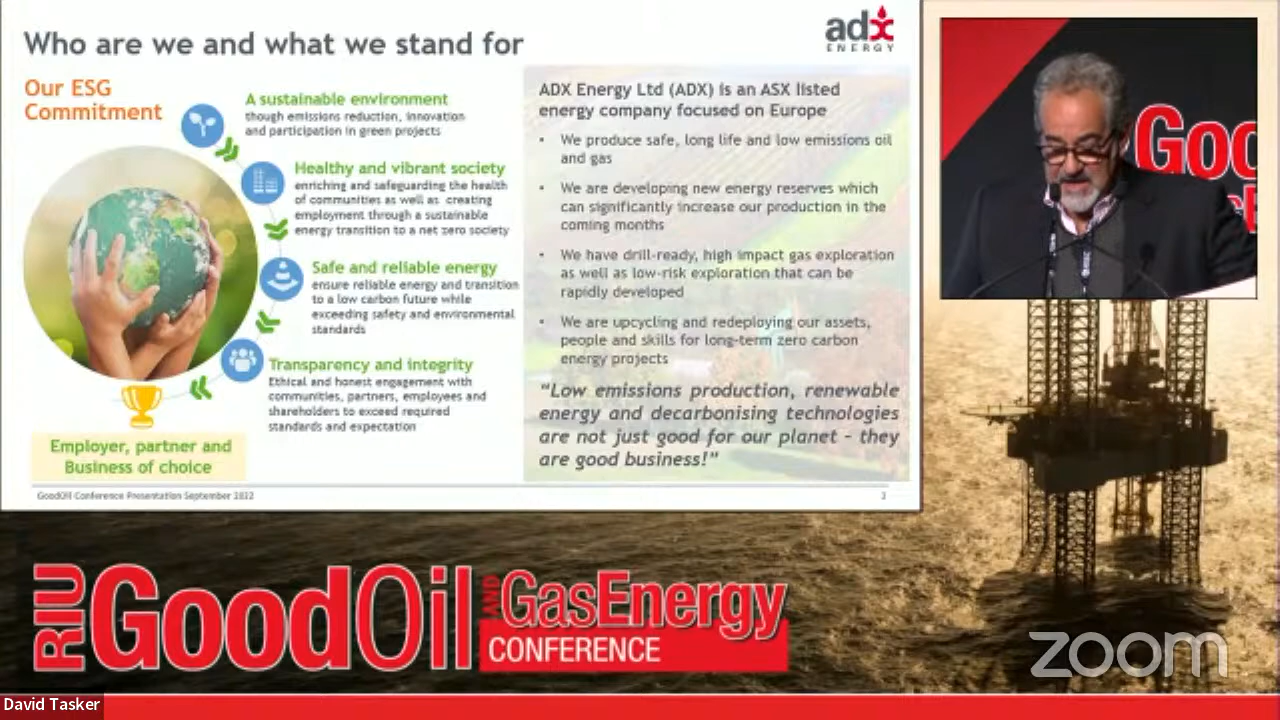 Who are we and what we stand for
adx
ENERGY
Our ESG
Commitment
A sustainable environment
though emissions reduction, innovation
and participation in green projects
Healthy and vibrant society
enriching and safeguarding the health
of communities as well as creating
employment through a sustainable
energy transition to a net zero society
Safe and reliable energy
ensure reliable energy and transition
to a low carbon future while
exceeding safety and environmental
standards
Transparency and integrity
Ethical and honest engagement with
communities, partners, employees and
shareholders to exceed required
standards and expectation
Employer, partner and
Business of choice
ADX Energy Ltd (ADX) is an ASX listed
energy company focused on Europe
• We produce safe, long life and low emissions oil
and gas
• We are developing new energy reserves which
can significantly increase our production in the
coming months
• We have drill-ready, high impact gas exploration
as well as low-risk exploration that can be
rapidly developed
• We are upcycling and redeploying our assets,
people and skills for long-term zero carbon
energy projects
"Low emissions production, renewable
energy and decarbonising technologies
are not just good for our planet – they
are good business!"
GoodOil Conference Presentation September 2022
2
Goo
RIU GoodOil AND GasEnergy
CONFERENCE
zoom
David Tasker